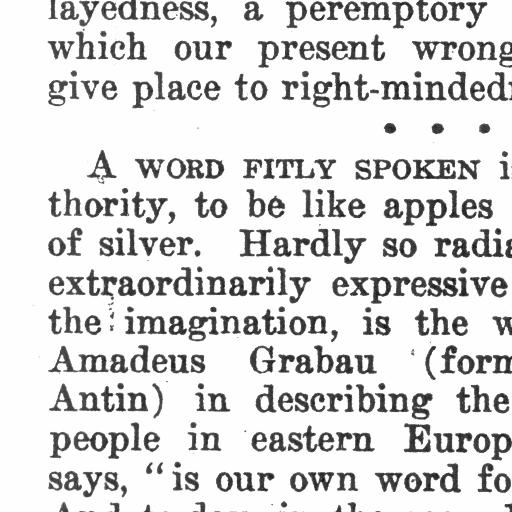 layedness, a peremptory
which our present wrong
give place to right-minded
• • •
A WORD FITLY SPOKEN i
thority, to be like apples
of silver. Hardly so radia
extraordinarily expressive
the imagination, is the w
Amadeus Grabau (form
Antin) in describing the
people in eastern Europ
says, "is our own word fo